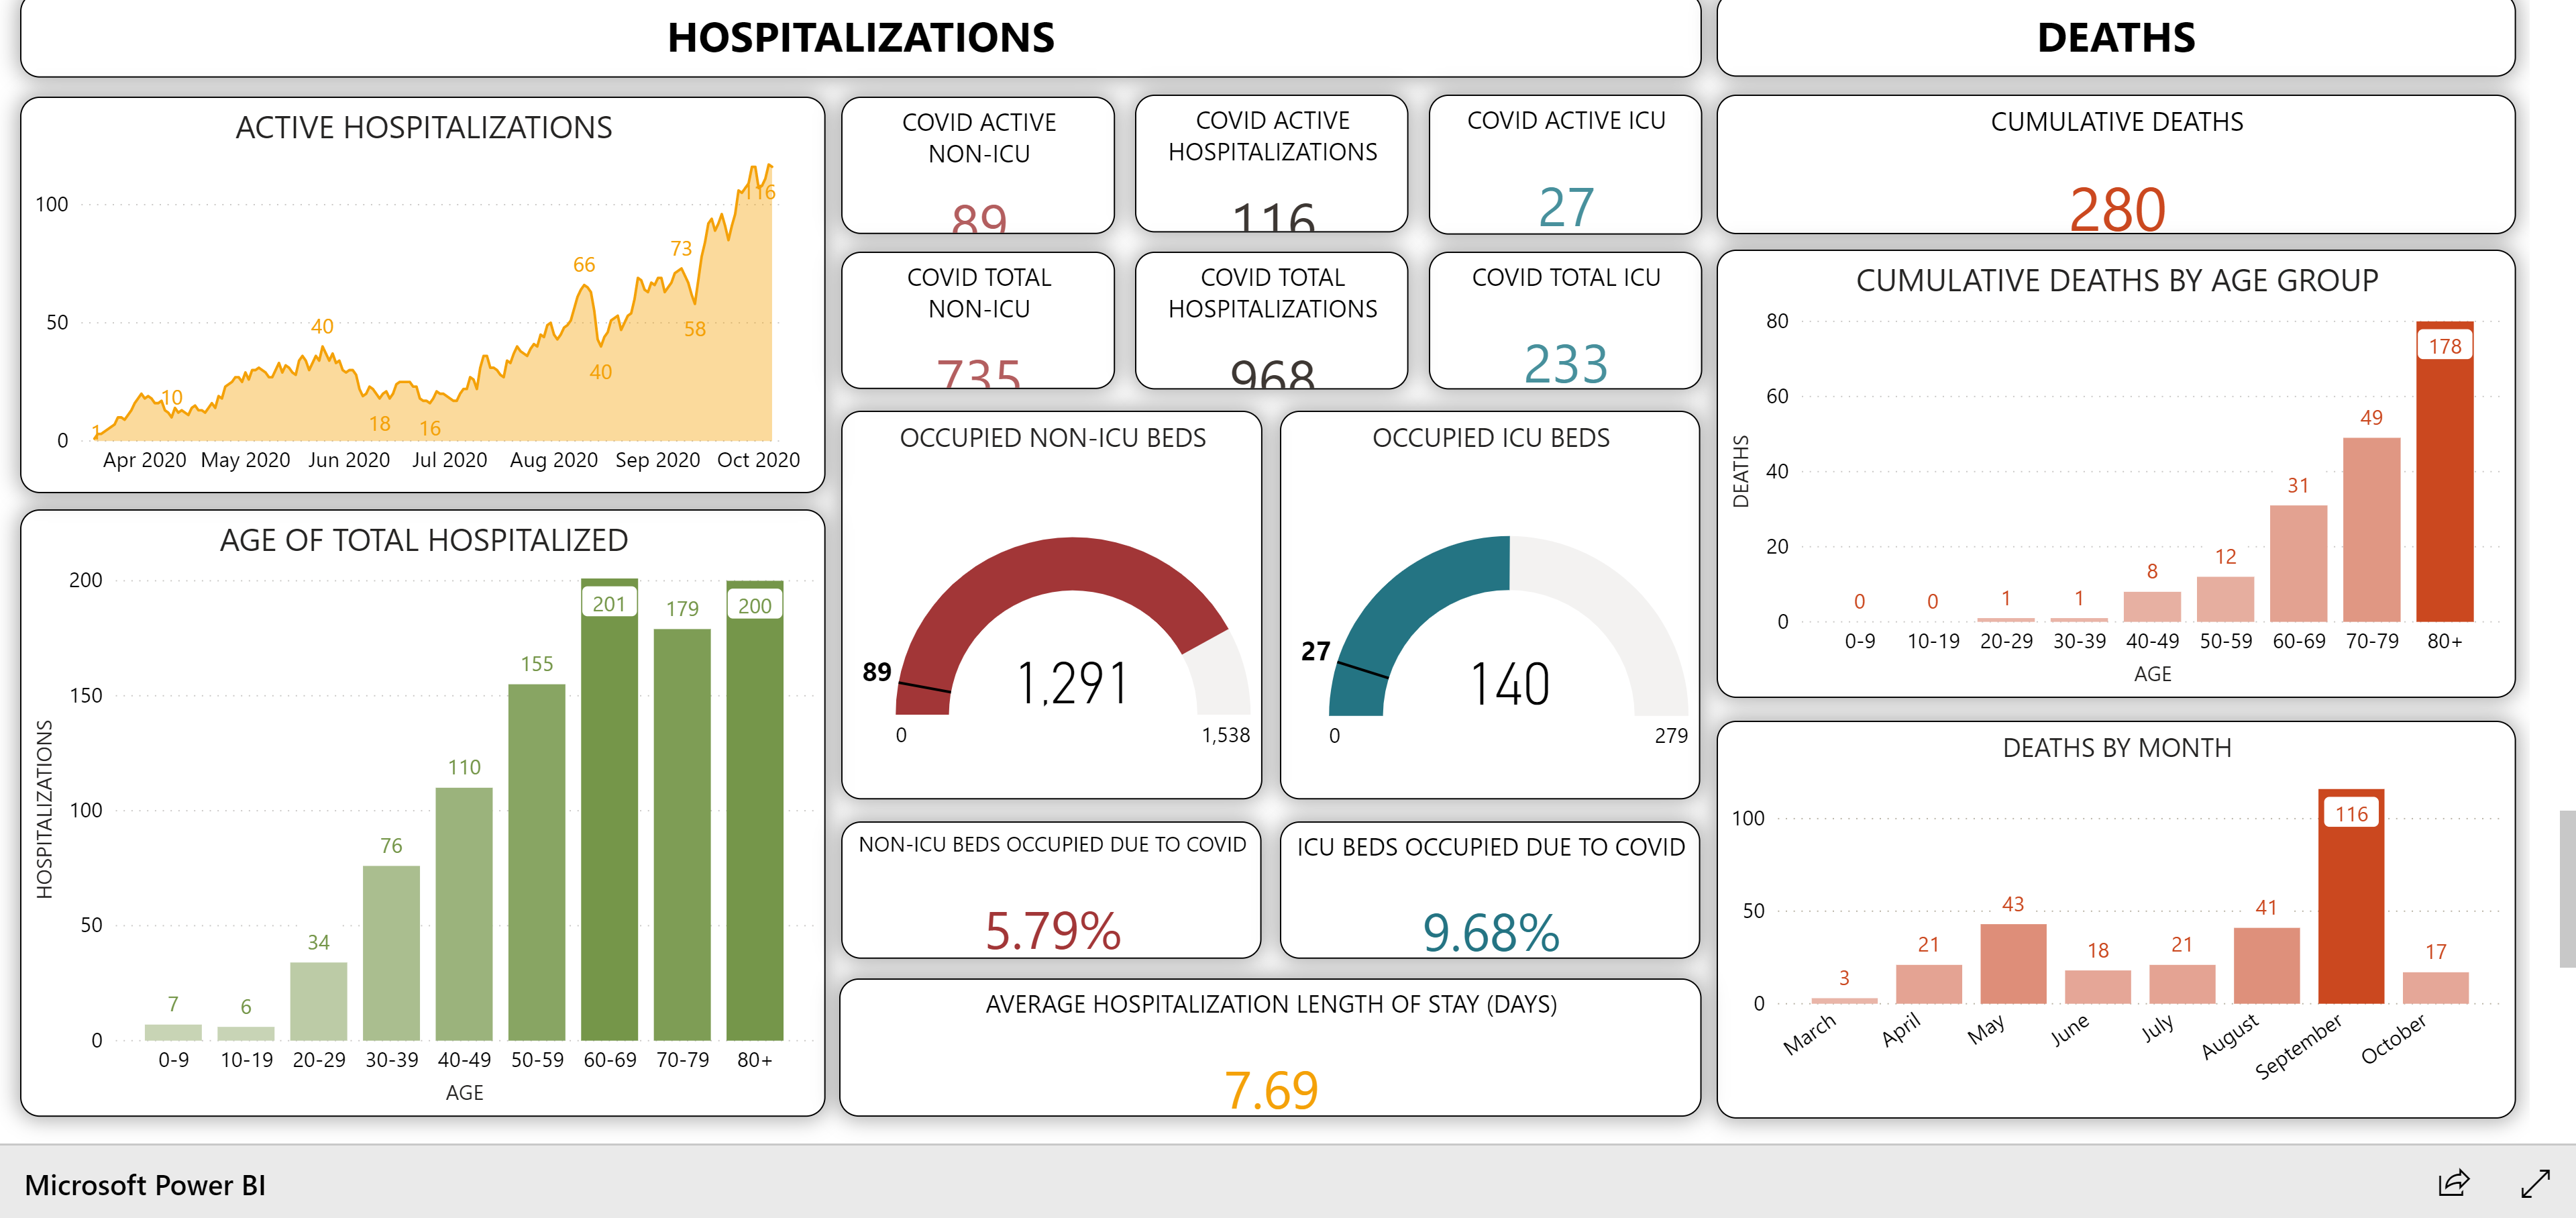 HOSPITALIZATIONS
DEATHS
ACTIVE HOSPITALIZATIONS
100
50
0
1
10
40
18
16
66
40
73
58
116
Apr 2020 May 2020 Jun 2020 Jul 2020 Aug 2020 Sep 2020 Oct 2020
AGE OF TOTAL HOSPITALIZED
HOSPITALIZATIONS
200
150
100
50
0
7
6
34
76
110
155
201
179
200
0-9 10-19 20-29 30-39 40-49 50-59 60-69 70-79 80+
AGE
COVID ACTIVE
NON-ICU
89
COVID ACTIVE
HOSPITALIZATIONS
116
COVID ACTIVE ICU
27
COVID TOTAL
NON-ICU
735
COVID TOTAL
HOSPITALIZATIONS
968
COVID TOTAL ICU
233
OCCUPIED NON-ICU BEDS
89
1,291
0
1,538
OCCUPIED ICU BEDS
27
140
0
279
NON-ICU BEDS OCCUPIED DUE TO COVID
5.79%
ICU BEDS OCCUPIED DUE TO COVID
9.68%
AVERAGE HOSPITALIZATION LENGTH OF STAY (DAYS)
7.69
CUMULATIVE DEATHS
280
CUMULATIVE DEATHS BY AGE GROUP
DEATHS
80
60
40
20
0
0
0
1
1
8
12
31
49
178
0-9 10-19 20-29 30-39 40-49 50-59 60-69 70-79 80+
AGE
DEATHS BY MONTH
100
50
0
3
21
43
18
21
41
116
17
March April May June July August September October
Microsoft Power BI